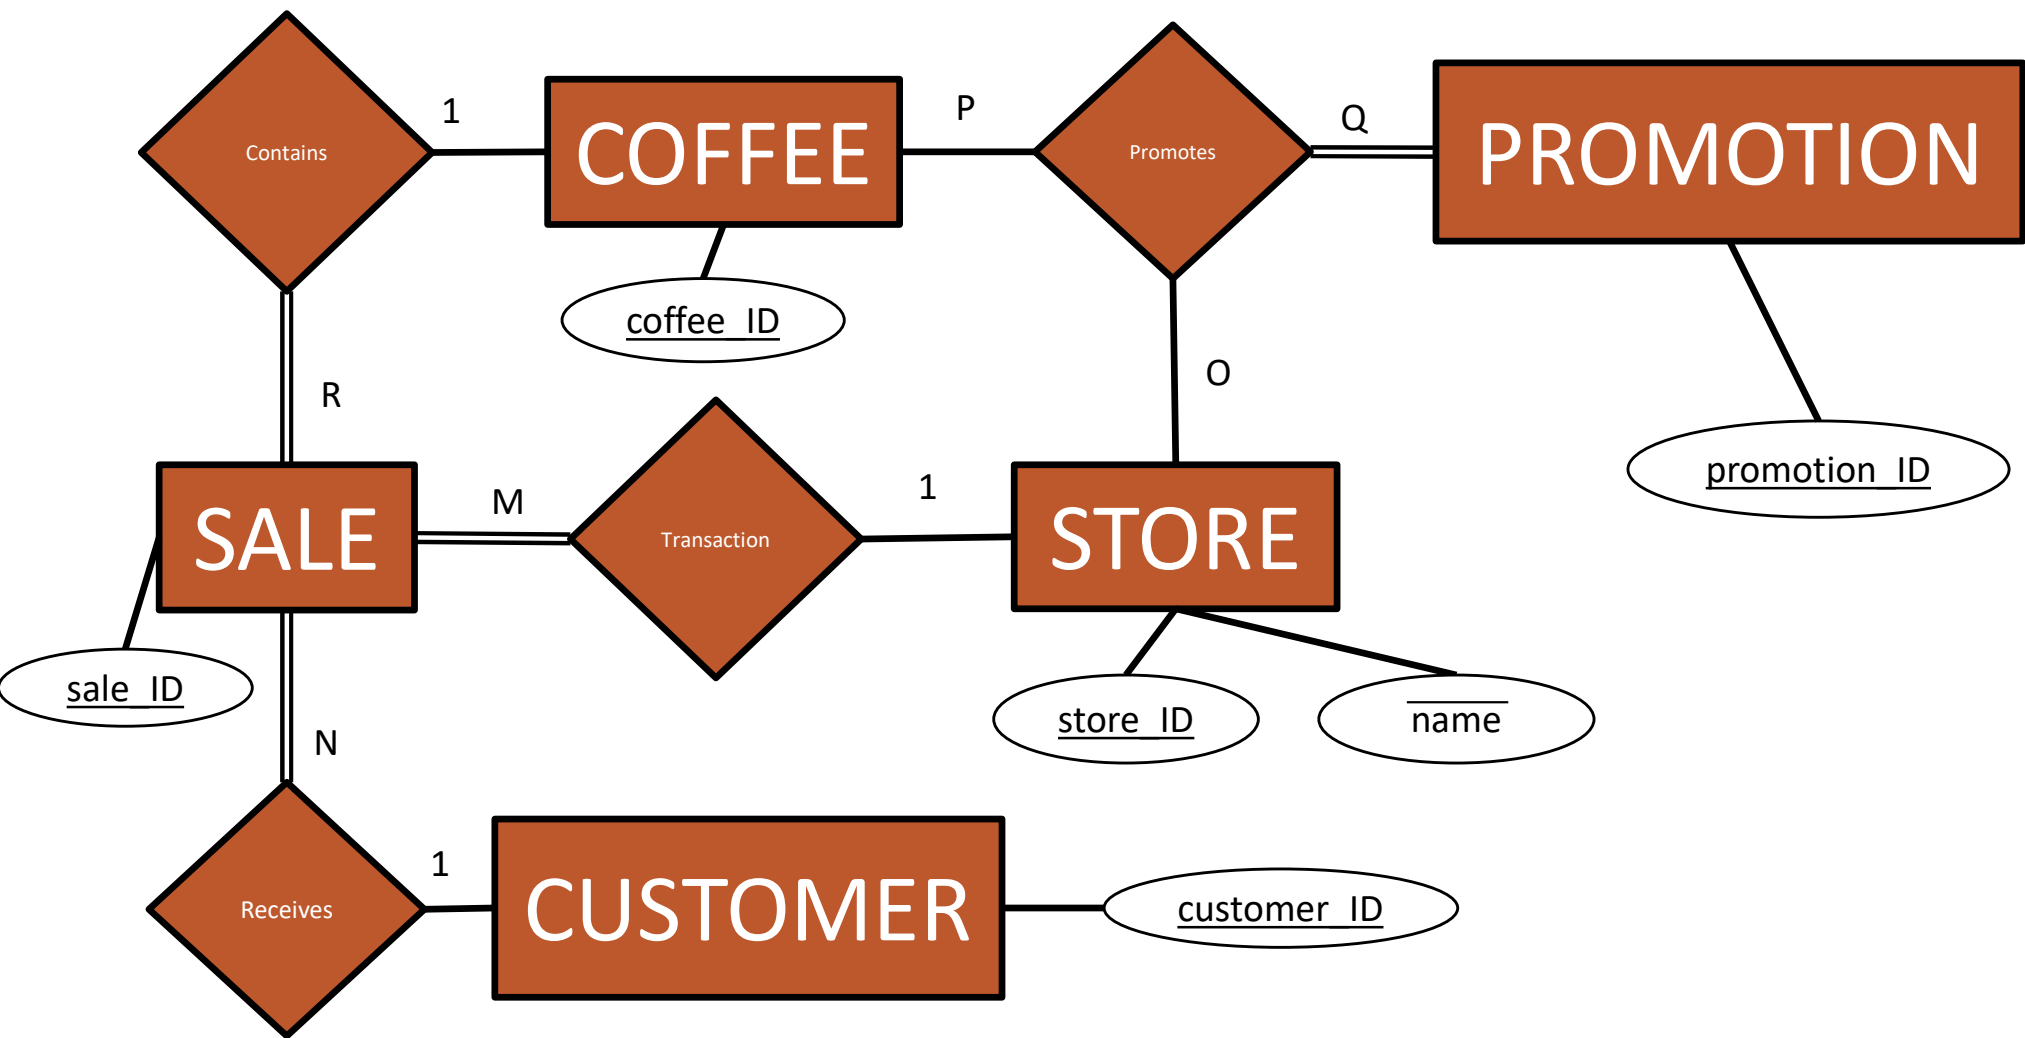 Contains
1
COFFEE
P
Promotes
Q
PROMOTION
coffee_ID
R
O
promotion_ID
SALE
M
Transaction
1
STORE
sale_ID
store_ID
name
N
Receives
1
CUSTOMER
customer_ID